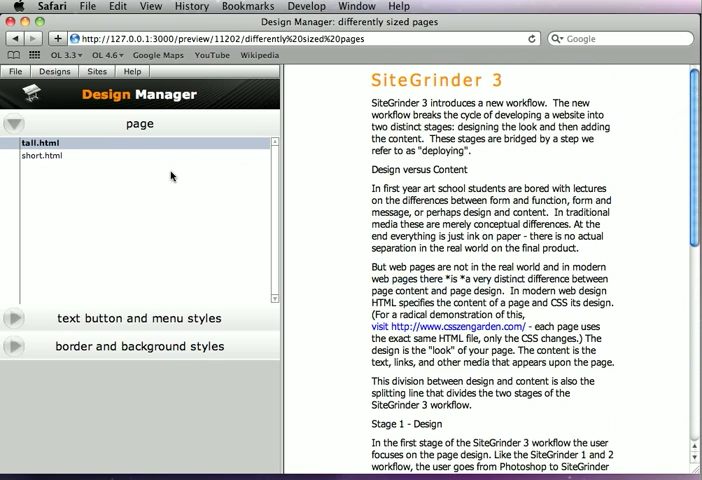 Safari File Edit View History Bookmarks Develop Window Help
Design Manager: differently sized pages
http://127.0.0.1:3000/preview/11202/differently%20sized%20pages
Google
OL 3.3 OL 4.6 Google Maps YouTube Wikipedia
File Designs Sites Help
Design Manager
page
tall.html
short.html
text button and menu styles
border and background styles
SiteGrinder 3
SiteGrinder 3 introduces a new workflow. The new
workflow breaks the cycle of developing a website into
two distinct stages: designing the look and then adding
the content. These stages are bridged by a step we
refer to as "deploying".
Design versus Content
In first year art school students are bored with lectures
on the differences between form and function, form and
message, or perhaps design and content. In traditional
media these are merely conceptual differences. At the
end everything is just ink on paper - there is no actual
separation in the real world on the final product.
But web pages are not in the real world and in modern
web pages there *is *a very distinct difference between
page content and page design. In modern web design
HTML specifies the content of a page and CSS its design.
(For a radical demonstration of this,
visit http://www.csszengarden.com/ - each page uses
the exact same HTML file, only the CSS changes.) The
design is the "look" of your page. The content is the
text, links, and other media that appears upon the page.
This division between design and content is also the
splitting line that divides the two stages of the
SiteGrinder 3 workflow.
Stage 1 - Design
In the first stage of the SiteGrinder 3 workflow the user
focuses on the page design. Like the SiteGrinder 1 and 2
workflow, the user goes from Photoshop to SiteGrinder